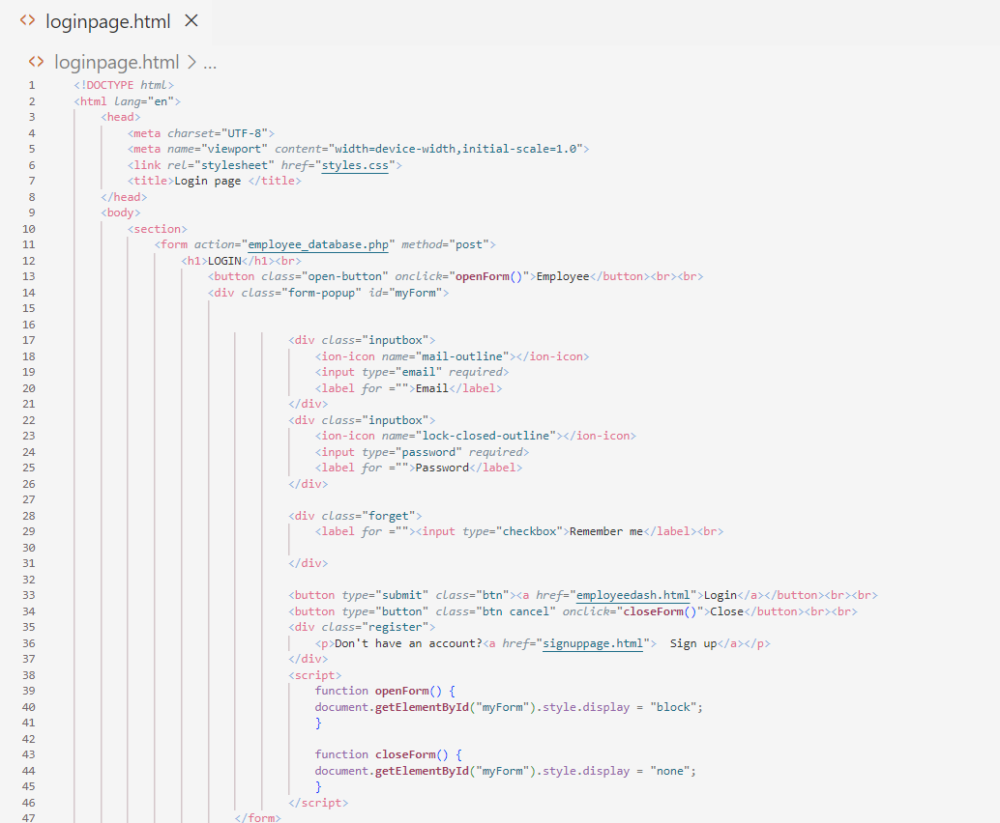 loginpage.html
loginpage.html > ...
1 <!DOCTYPE html>
2 <html lang="en">
3 <head>
4 <meta charset="UTF-8">
5 <meta name="viewport" content="width=device-width,initial-scale=1.0">
6 <link rel="stylesheet" href="styles.css">
7 <title>Login page </title>
8 </head>
9 <body>
10 <section>
11 <form action="employee_database.php" method="post">
12 <h1>LOGIN</h1><br>
13 <button class="open-button" onclick="openForm()">Employee</button><br><br>
14 <div class="form-popup" id="myForm">
15
16
17 <div class="inputbox">
18 <ion-icon name="mail-outline"></ion-icon>
19 <input type="email" required>
20 <label for ="">Email</label>
21 </div>
22 <div class="inputbox">
23 <ion-icon name="lock-closed-outline"></ion-icon>
24 <input type="password" required>
25 <label for ="">Password</label>
26 </div>
27
28 <div class="forget">
29 <label for =""><input type="checkbox">Remember me</label><br>
30
31 </div>
32
33 <button type="submit" class="btn"><a href="employeedash.html">Login</a></button><br><br>
34 <button type="button" class="btn cancel" onclick="closeForm()">Close</button><br><br>
35 <div class="register">
36 <p>Don't have an account?<a href="signuppage.html">  Sign up</a></p>
37 </div>
38 <script>
39 function openForm() {
40 document.getElementById("myForm").style.display = "block";
41 }
42
43 function closeForm() {
44 document.getElementById("myForm").style.display = "none";
45 }
46 </script>
47 </form>